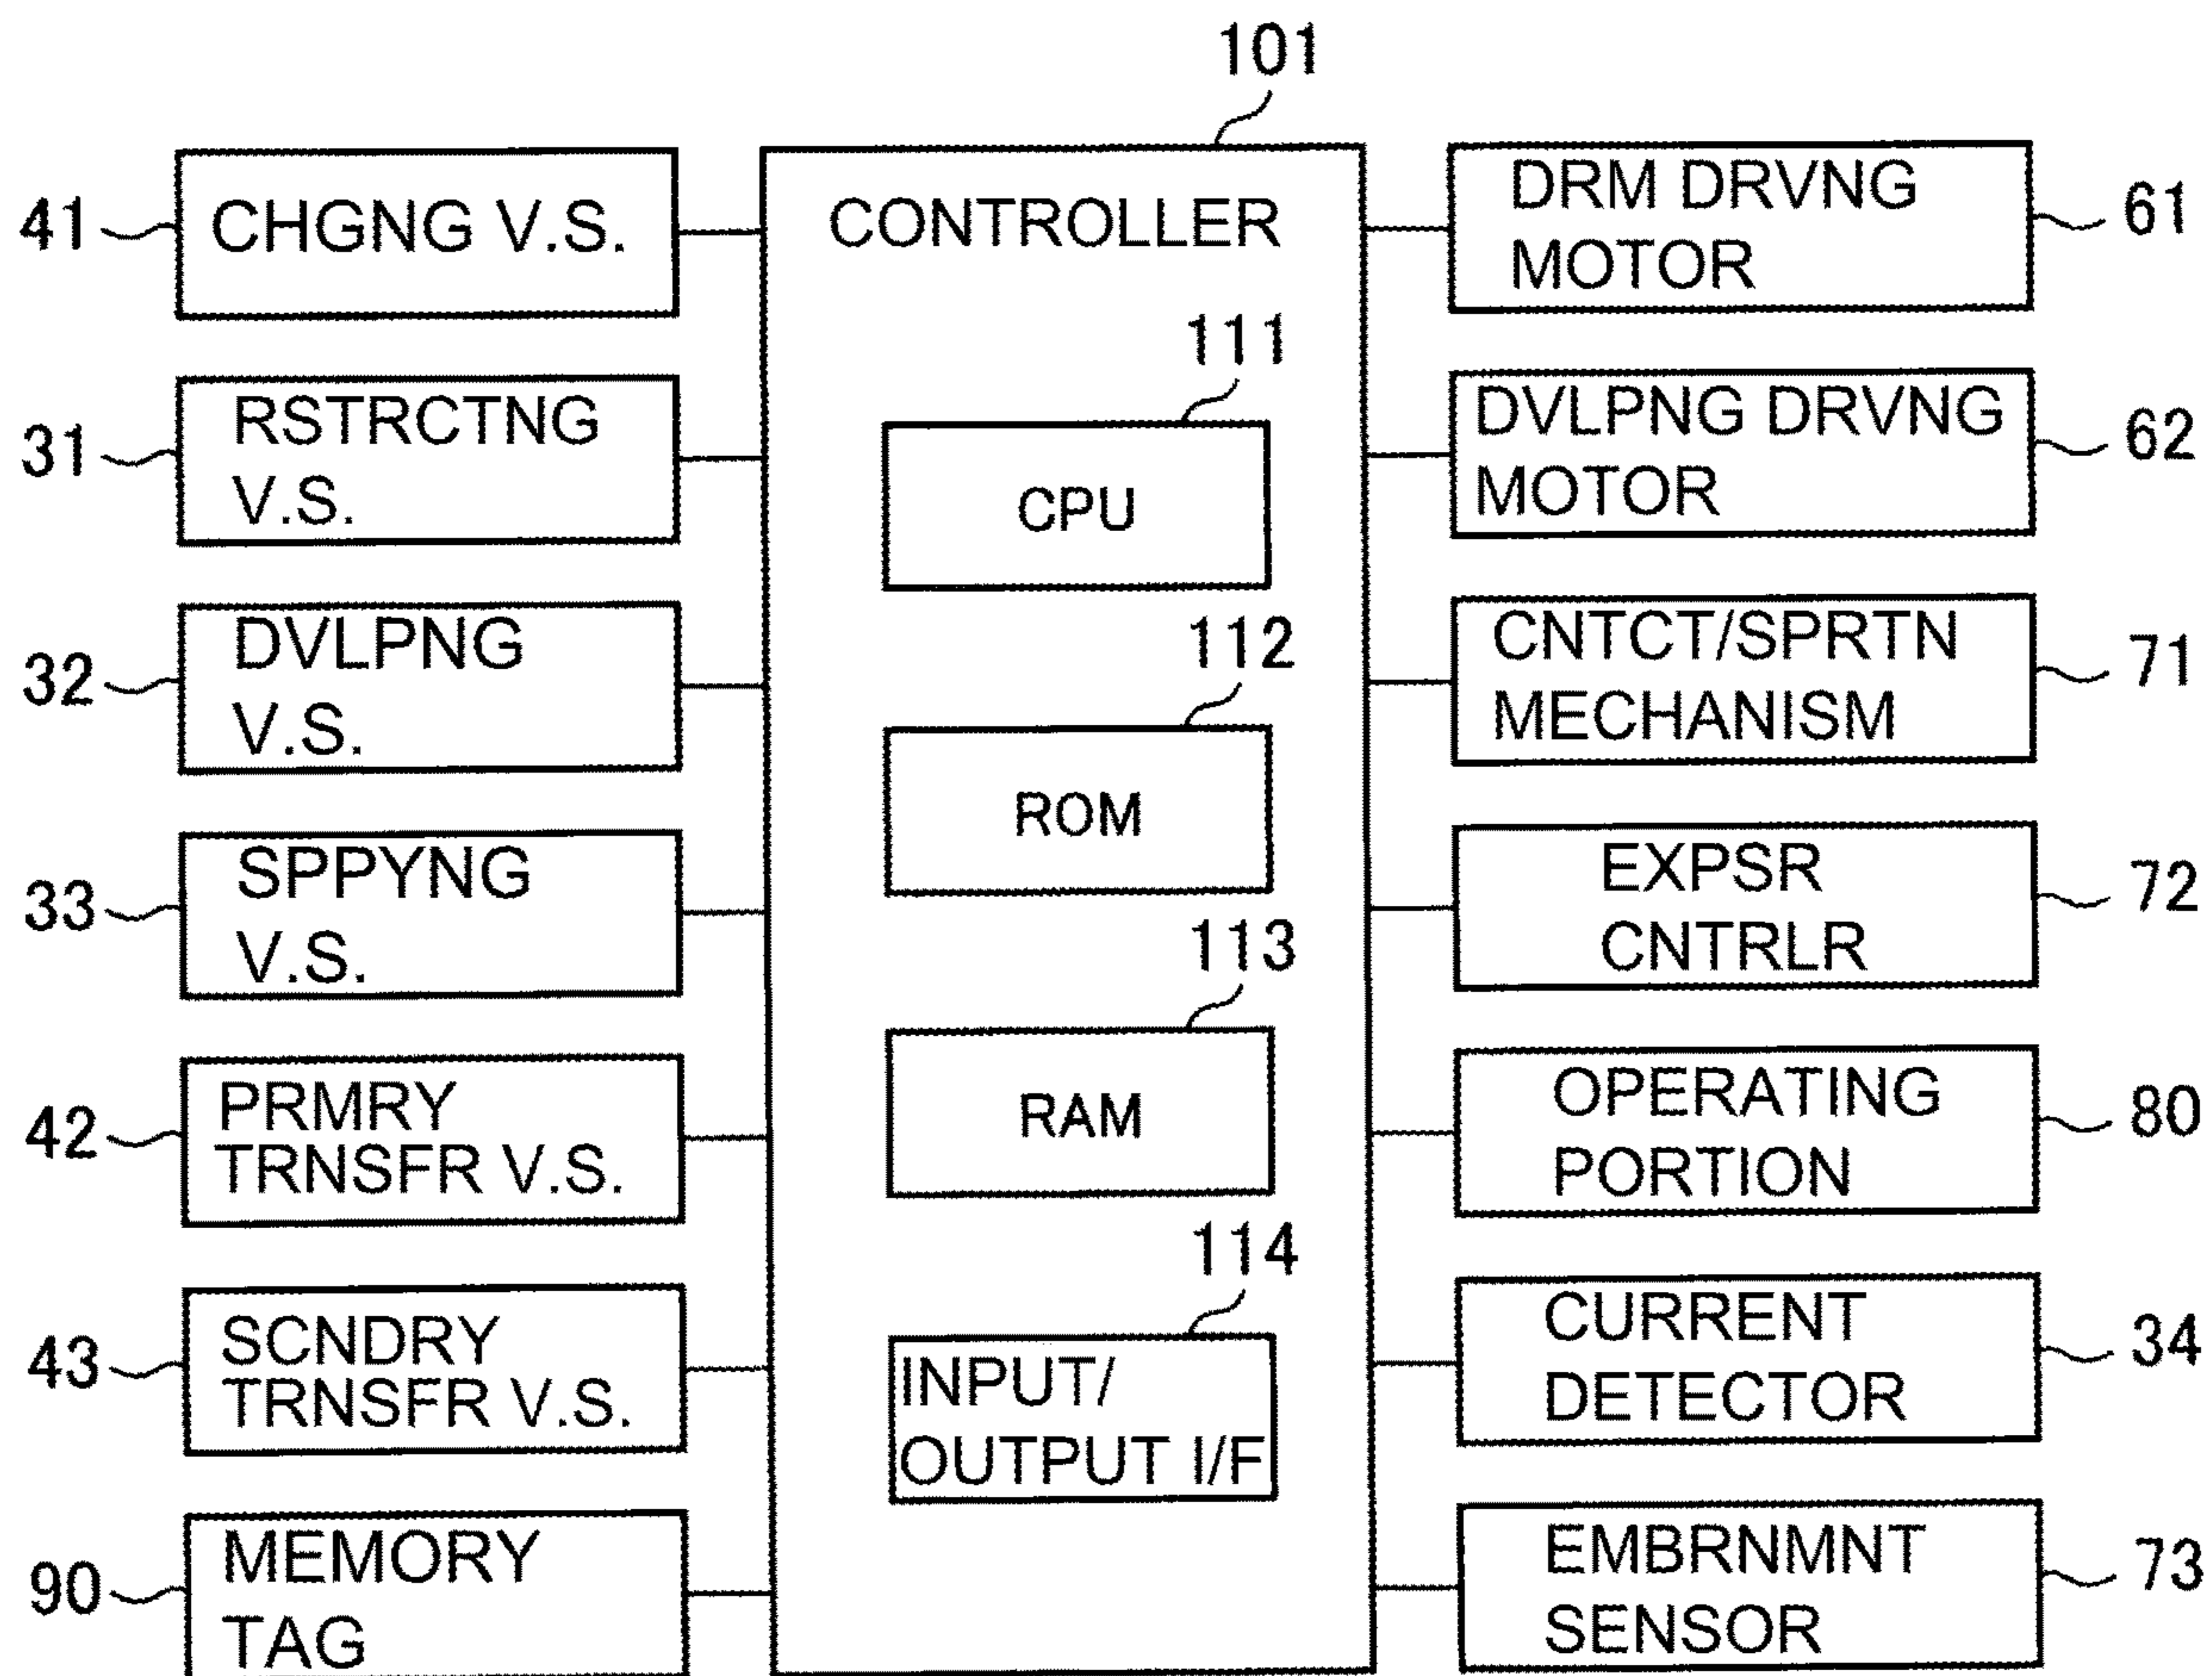 101
41
CHGNG V.S.
31
RSTRCTNG
V.S.
32
DVLPNG
V.S.
33
SPPYNG
V.S.
42
PRMRY
TRNSFR V.S.
43
SCNDRY
TRNSFR V.S.
90
MEMORY
TAG
CONTROLLER
111
CPU
112
ROM
113
RAM
114
INPUT/
OUTPUT I/F
DRM DRVNG
MOTOR
61
DVLPNG DRVNG
MOTOR
62
CNTCT/SPRTN
MECHANISM
71
EXPSR
CNTRLR
72
OPERATING
PORTION
80
CURRENT
DETECTOR
34
EMBRNMNT
SENSOR
73